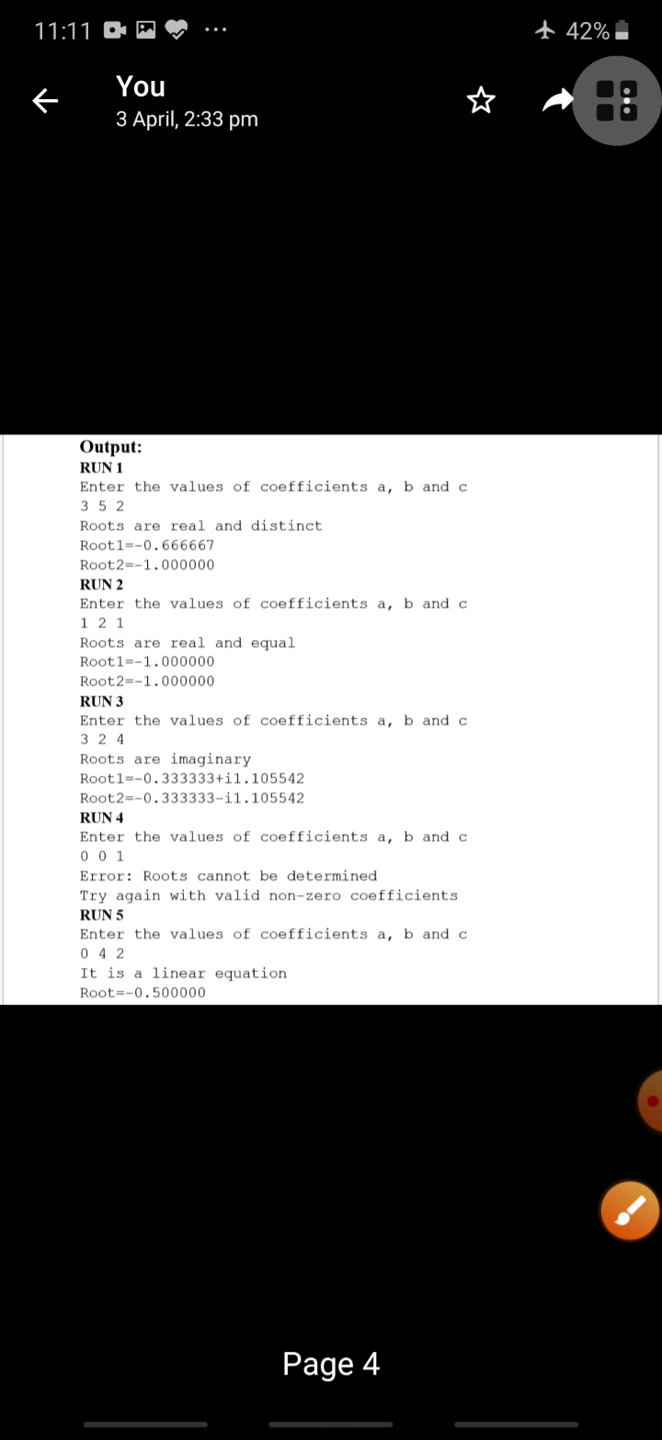 11:11
42%
You
3 April, 2:33 pm
Output:
RUN 1
Enter the values of coefficients a, b and c
3 5 2
Roots are real and distinct
Root1=-0.666667
Root2=-1.000000
RUN 2
Enter the values of coefficients a, b and c
1 2 1
Roots are real and equal
Root1=-1.000000
Root2=-1.000000
RUN 3
Enter the values of coefficients a, b and c
3 2 4
Roots are imaginary
Root1=-0.333333+i1.105542
Root2=-0.333333-i1.105542
RUN 4
Enter the values of coefficients a, b and c
0 0 1
Error: Roots cannot be determined
Try again with valid non-zero coefficients
RUN 5
Enter the values of coefficients a, b and c
0 4 2
It is a linear equation
Root=-0.500000
Page 4